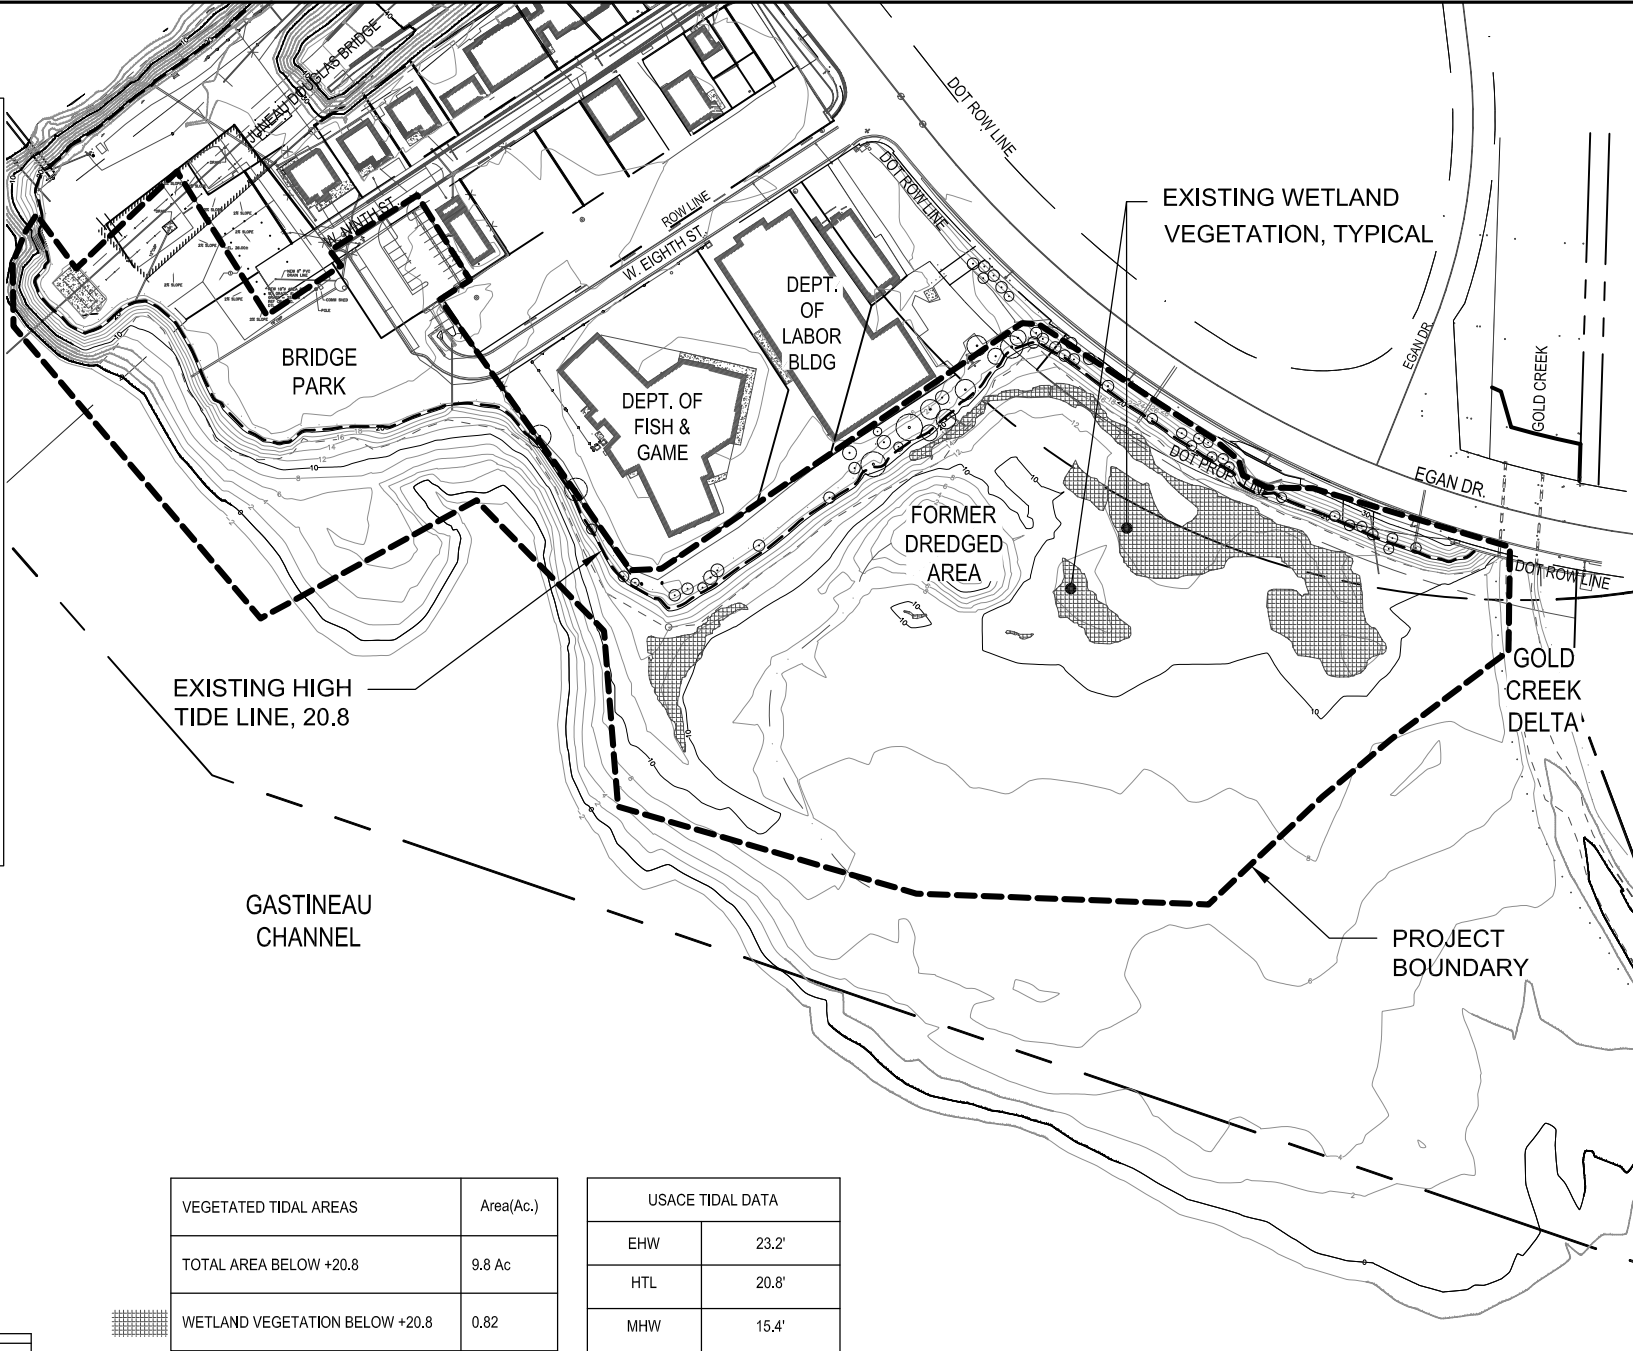 JUNEAU DOUGLAS BRIDGE
DOT ROW LINE
DOT ROW LINE
EXISTING WETLAND
VEGETATION, TYPICAL
W. NINTH ST.
ROW LINE
W. EIGHTH ST.
DEPT.
OF
LABOR
BLDG
BRIDGE
PARK
DEPT. OF
FISH &
GAME
EGAN DR.
GOLD CREEK
DOT PROP. LINE
EGAN DR.
FORMER
DREDGED
AREA
DOT ROW LINE
EXISTING HIGH
TIDE LINE, 20.8
GOLD
CREEK
DELTA
GASTINEAU
CHANNEL
PROJECT
BOUNDARY
VEGETATED TIDAL AREAS Area(Ac.)
TOTAL AREA BELOW +20.8 9.8 Ac
WETLAND VEGETATION BELOW +20.8 0.82
USACE TIDAL DATA
EHW 23.2'
HTL 20.8'
MHW 15.4'